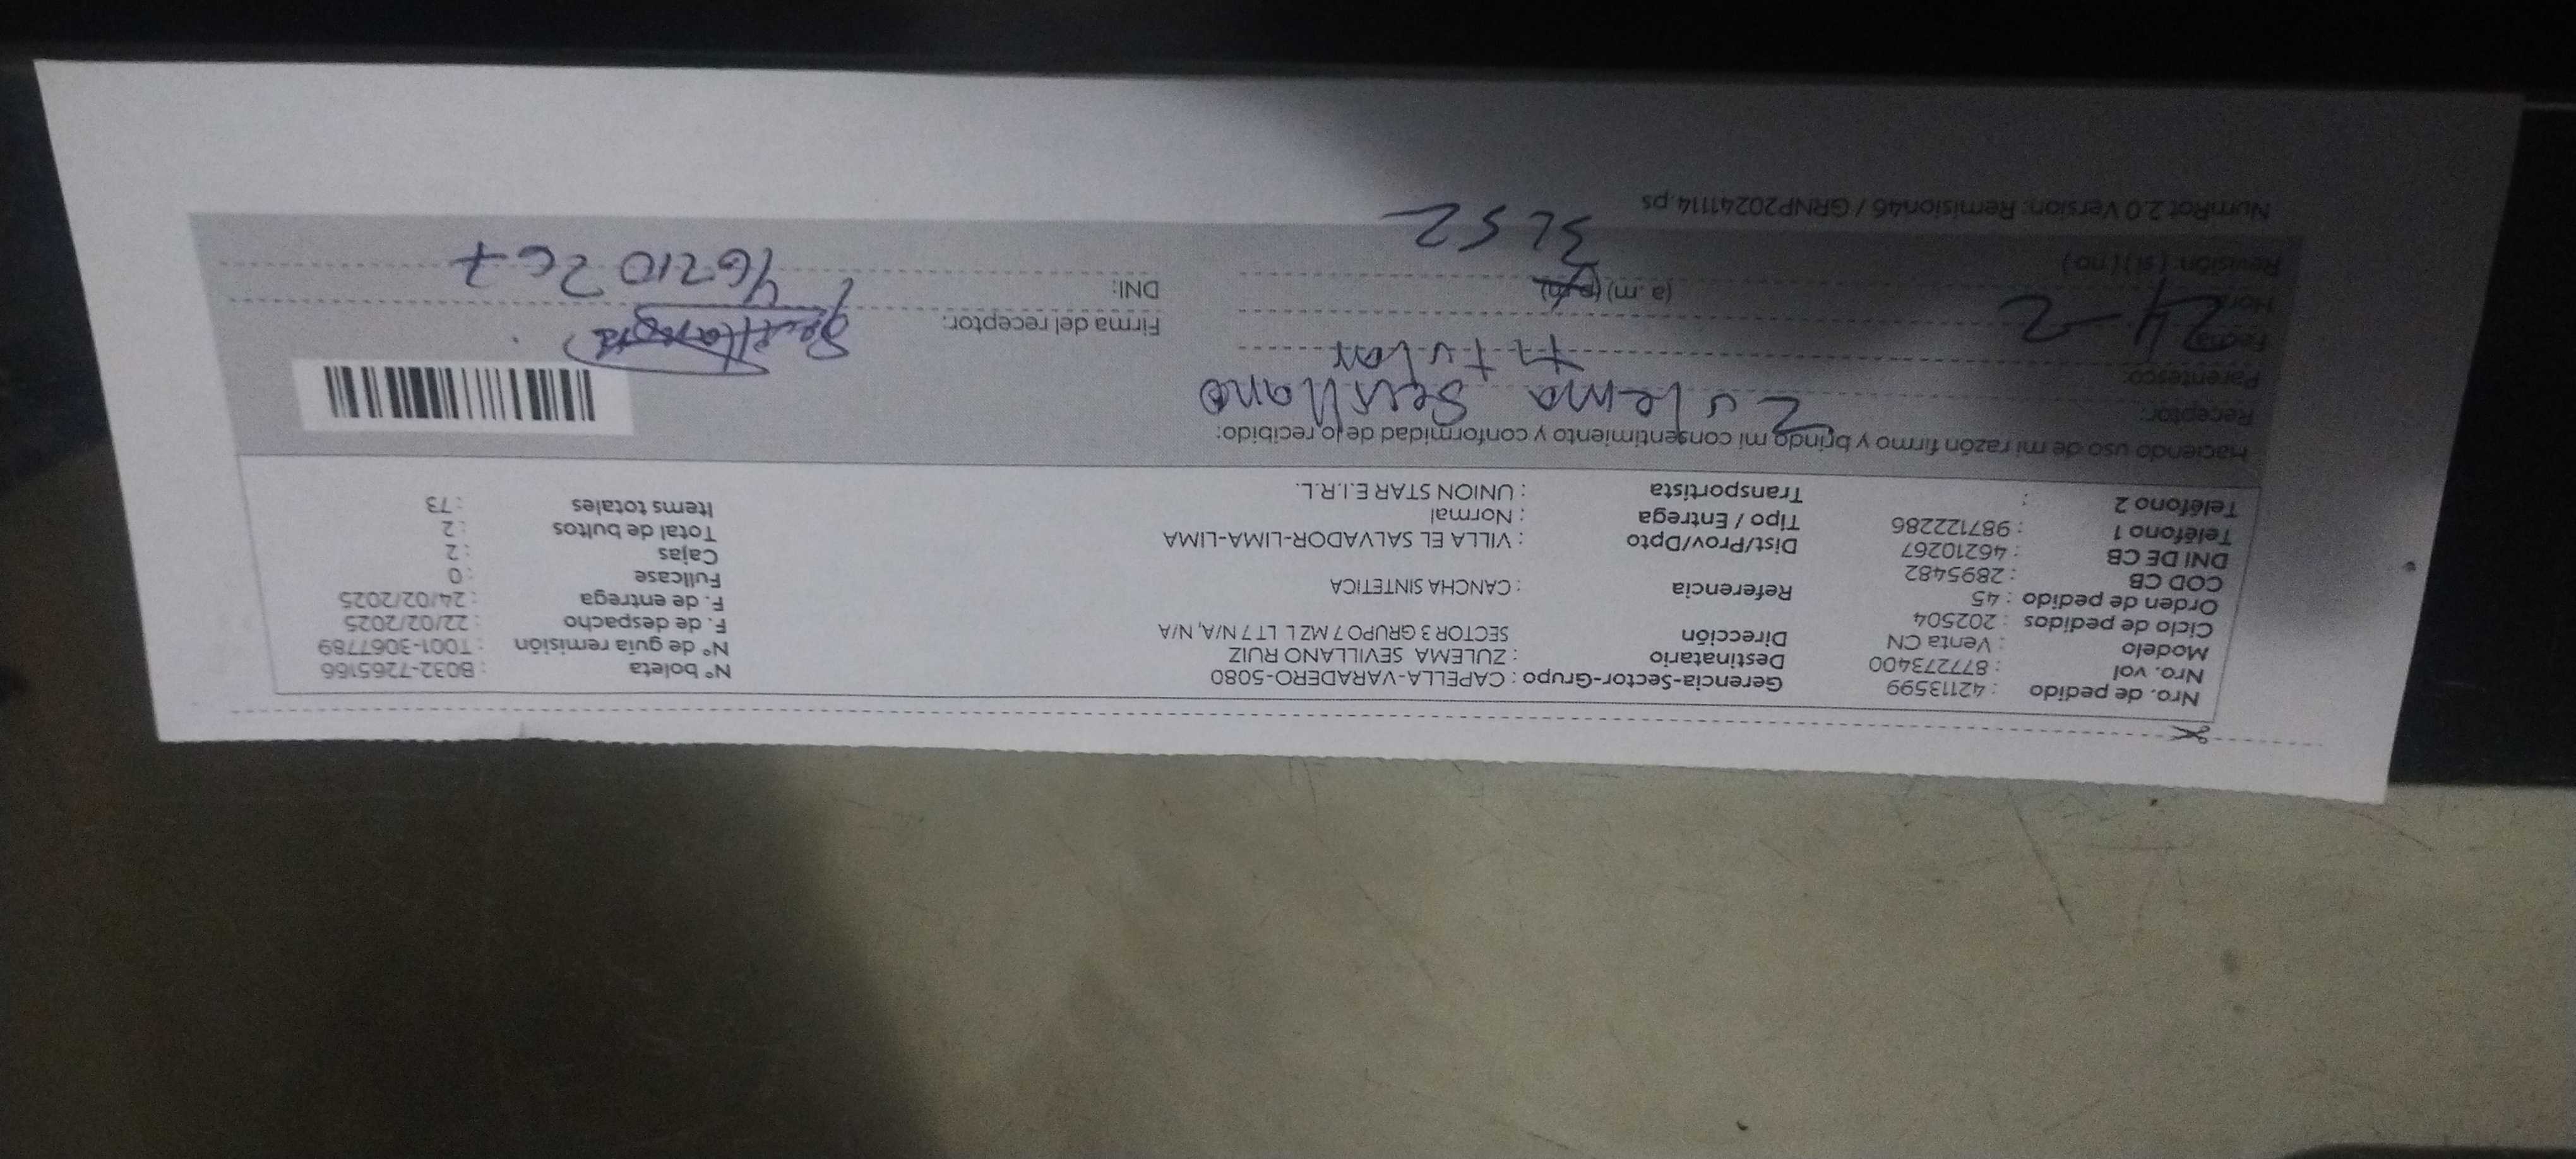 Nro. de pedido : 42113599 Gerencia-Sector-Grupo : CAPELLA-VARADERO-5080 N° boleta : B032-7265166
Nro. vol : 877273400 Destinatario : ZULEMA SEVILLANO RUIZ N° de guia remisión : T001-3067789
Modelo : Venta CN Dirección SECTOR 3 GRUPO 7 MZ L LT 7 N/A, N/A F. de despacho : 22/02/2025
Ciclo de pedidos : 202504 F. de entrega : 24/02/2025
Orden de pedido : 45 Referencia : CANCHA SINTETICA Fullcase : 0
COD CB : 2895482 Cajas : 2
DNI DE CB : 46210267 Dist/Prov/Dpto : VILLA EL SALVADOR-LIMA-LIMA Total de bultos : 2
Teléfono 1 : 987122286 Tipo / Entrega : Normal Items totales : 73
Teléfono 2 : Transportista : UNION STAR E.I.R.L.
Haciendo uso de mi razón firmo y brindo mi consentimiento y conformidad de lo recibido:
Receptor: Zulema Sevillano
Parentesco: titular
Fecha: 24-2 Firma del receptor:
Hora: (a.m) (p.m) DNI: 46210267
Revisión: ( si ) ( no ) 3L52
NumRot 2.0 Version: Remision46 / GRNP20241114.ps